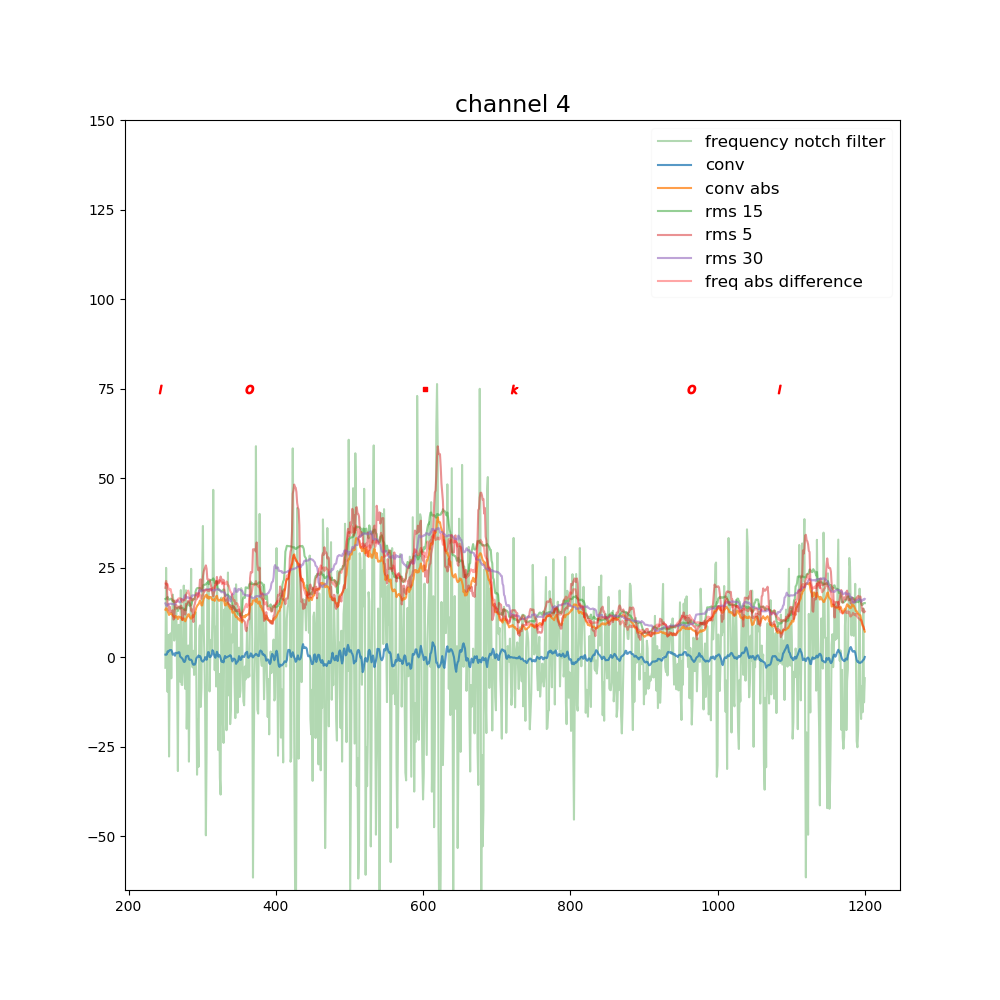 channel 4
150
125
100
75
50
25
0
−25
−50
frequency notch filter
conv
conv abs
rms 15
rms 5
rms 30
freq abs difference
l o . k o l
200 400 600 800 1000 1200